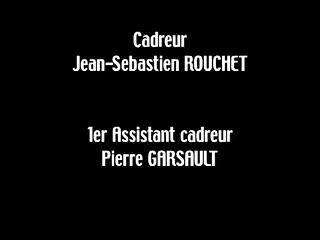 Cadreur
Jean-Sebastien ROUCHET
1er Assistant cadreur
Pierre GARSAULT